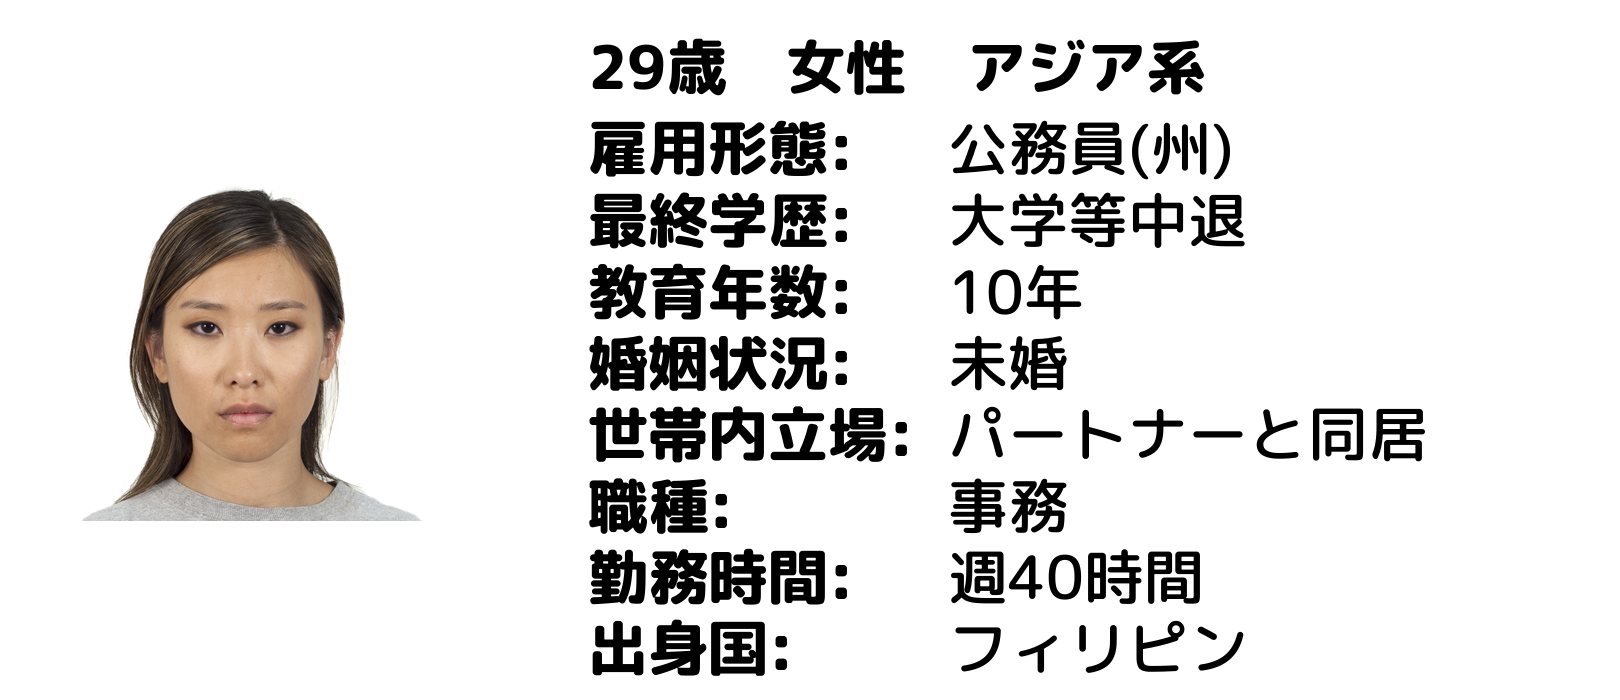 29歳　女性　アジア系
雇用形態:　公務員(州)
最終学歴:　大学等中退
教育年数:　10年
婚姻状況:　未婚
世帯内立場:　パートナーと同居
職種:　事務
勤務時間:　週40時間
出身国:　フィリピン